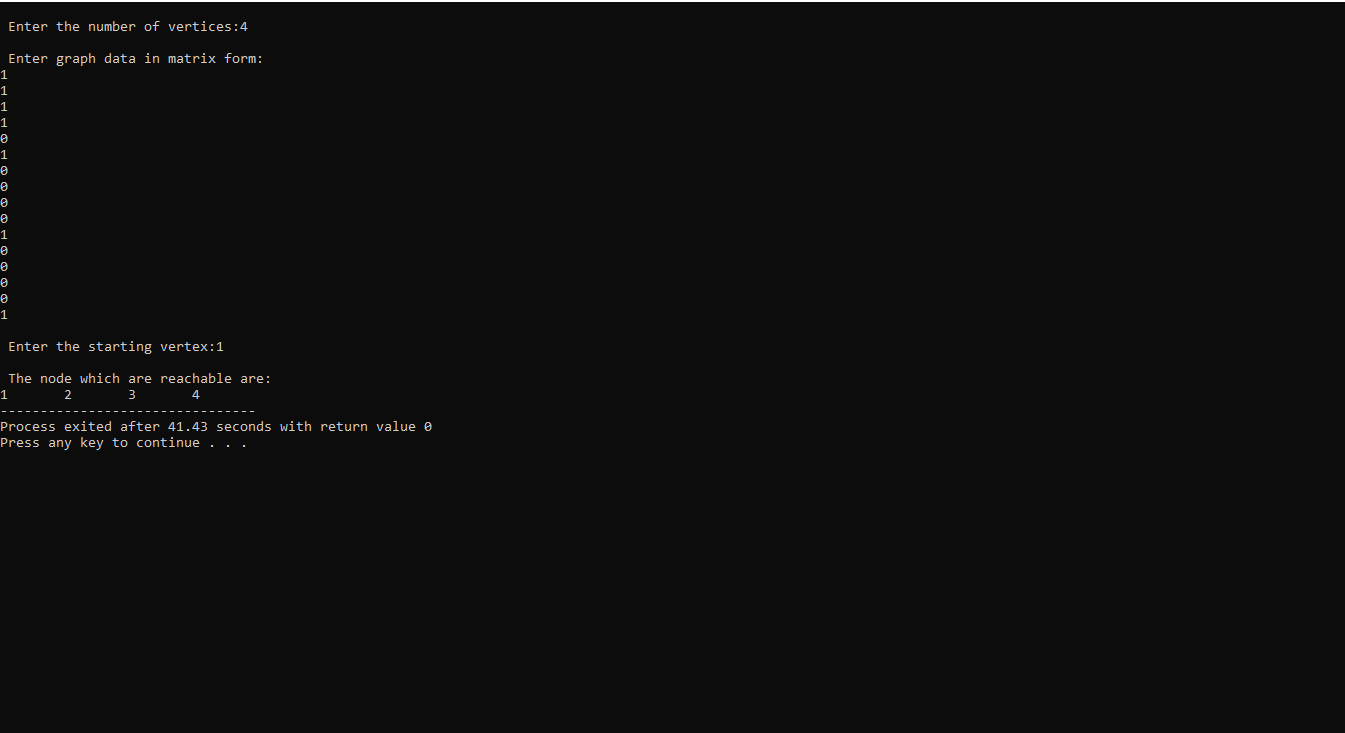 Enter the number of vertices:4
Enter graph data in matrix form:
1
1
1
1
0
1
0
0
0
0
1
0
0
0
0
1
Enter the starting vertex:1
The node which are reachable are:
1 2 3 4
--------------------------------
Process exited after 41.43 seconds with return value 0
Press any key to continue . . .